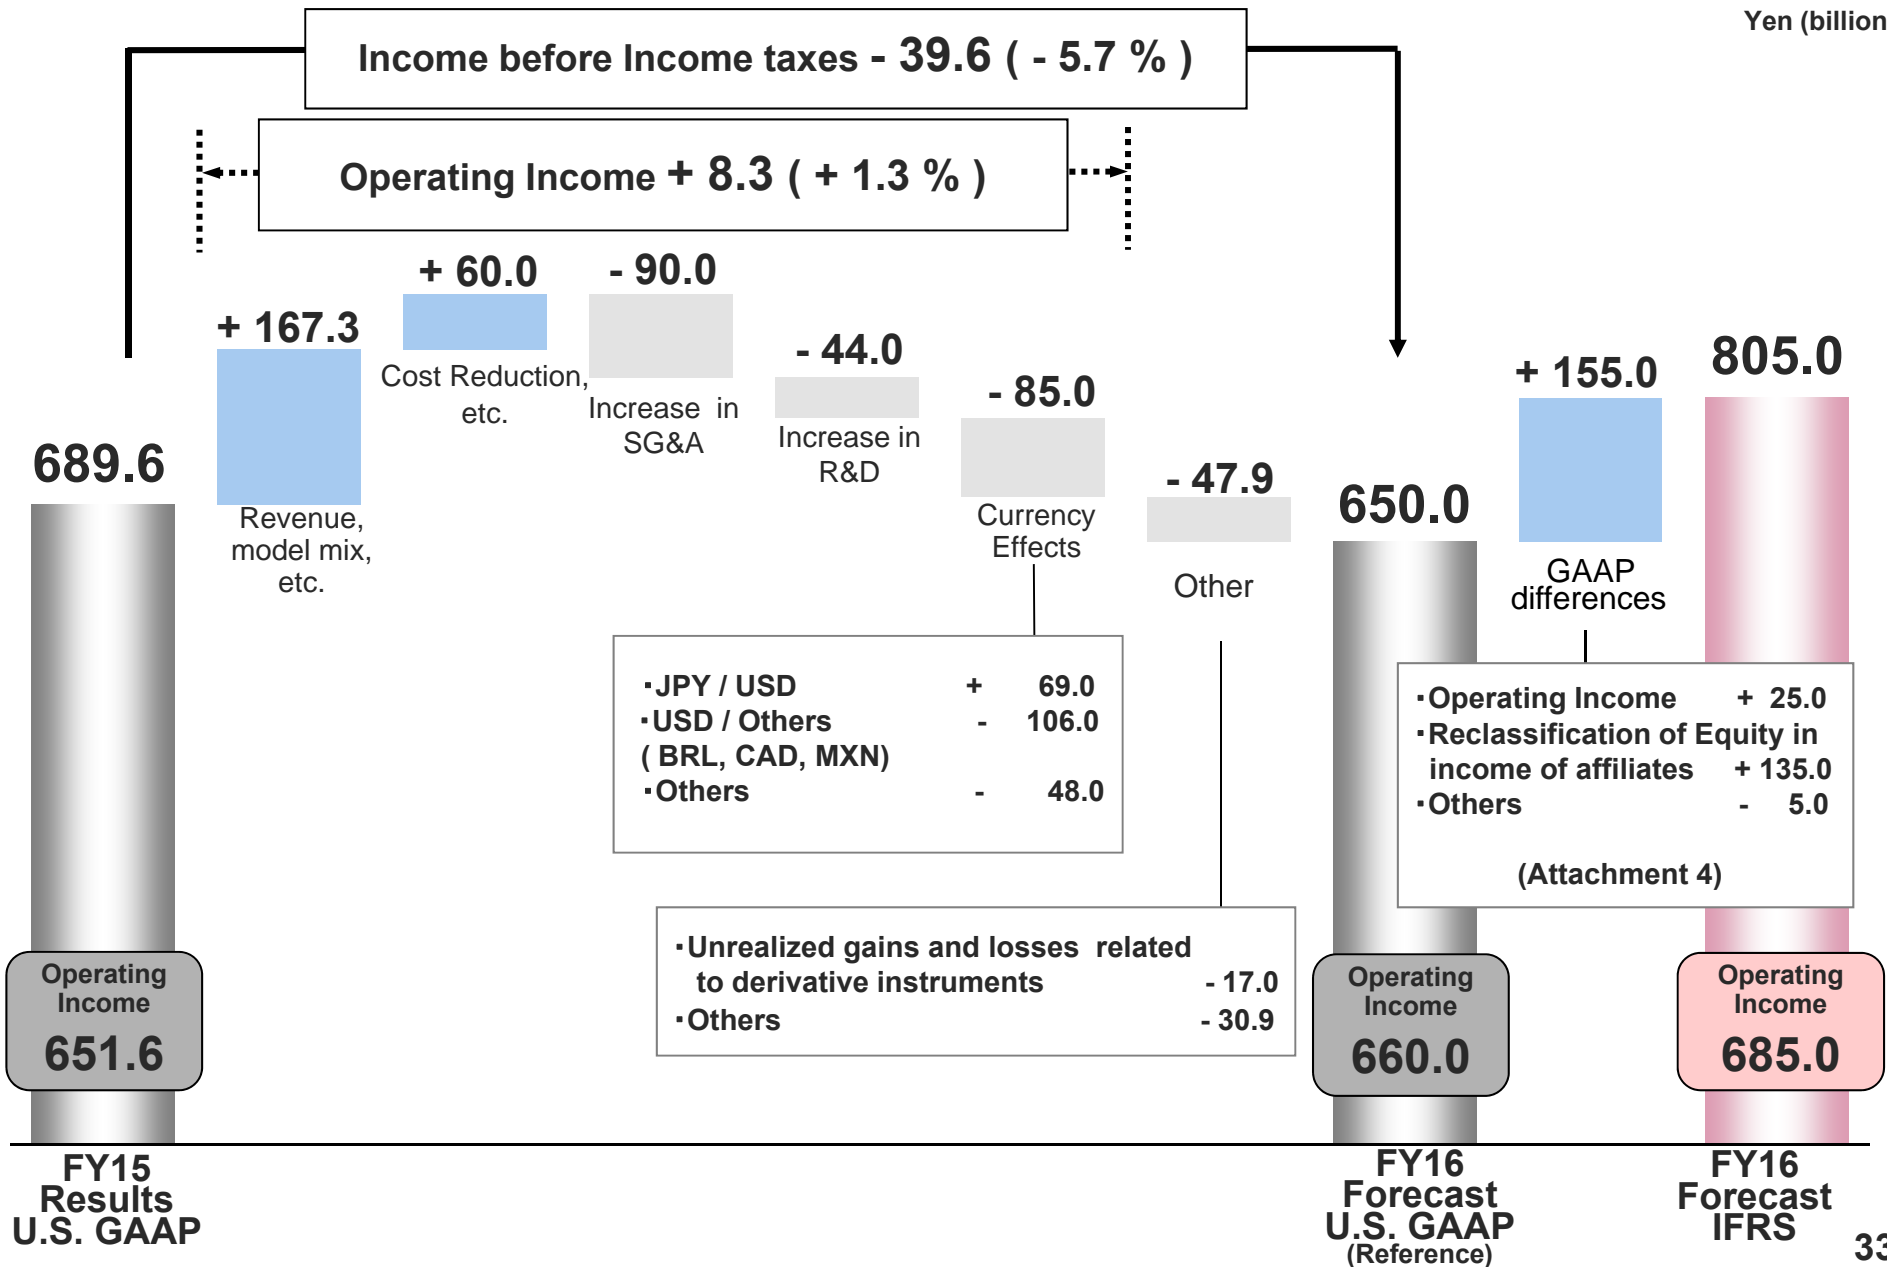 Yen (billion
Income before Income taxes - 39.6 ( - 5.7 % )
Operating Income + 8.3 ( + 1.3 % )
689.6
+ 167.3
Revenue,
model mix,
etc.
+ 60.0
Cost Reduction,
etc.
- 90.0
Increase in
SG&A
- 44.0
Increase in
R&D
- 85.0
Currency
Effects
- 47.9
Other
650.0
+ 155.0
GAAP
differences
805.0
･JPY / USD + 69.0
･USD / Others - 106.0
( BRL, CAD, MXN)
･Others - 48.0
･Unrealized gains and losses related
to derivative instruments - 17.0
･Others - 30.9
･Operating Income + 25.0
･Reclassification of Equity in
income of affiliates + 135.0
･Others - 5.0
(Attachment 4)
Operating
Income
651.6
Operating
Income
660.0
Operating
Income
685.0
FY15
Results
U.S. GAAP
FY16
Forecast
U.S. GAAP
(Reference)
FY16
Forecast
IFRS
33